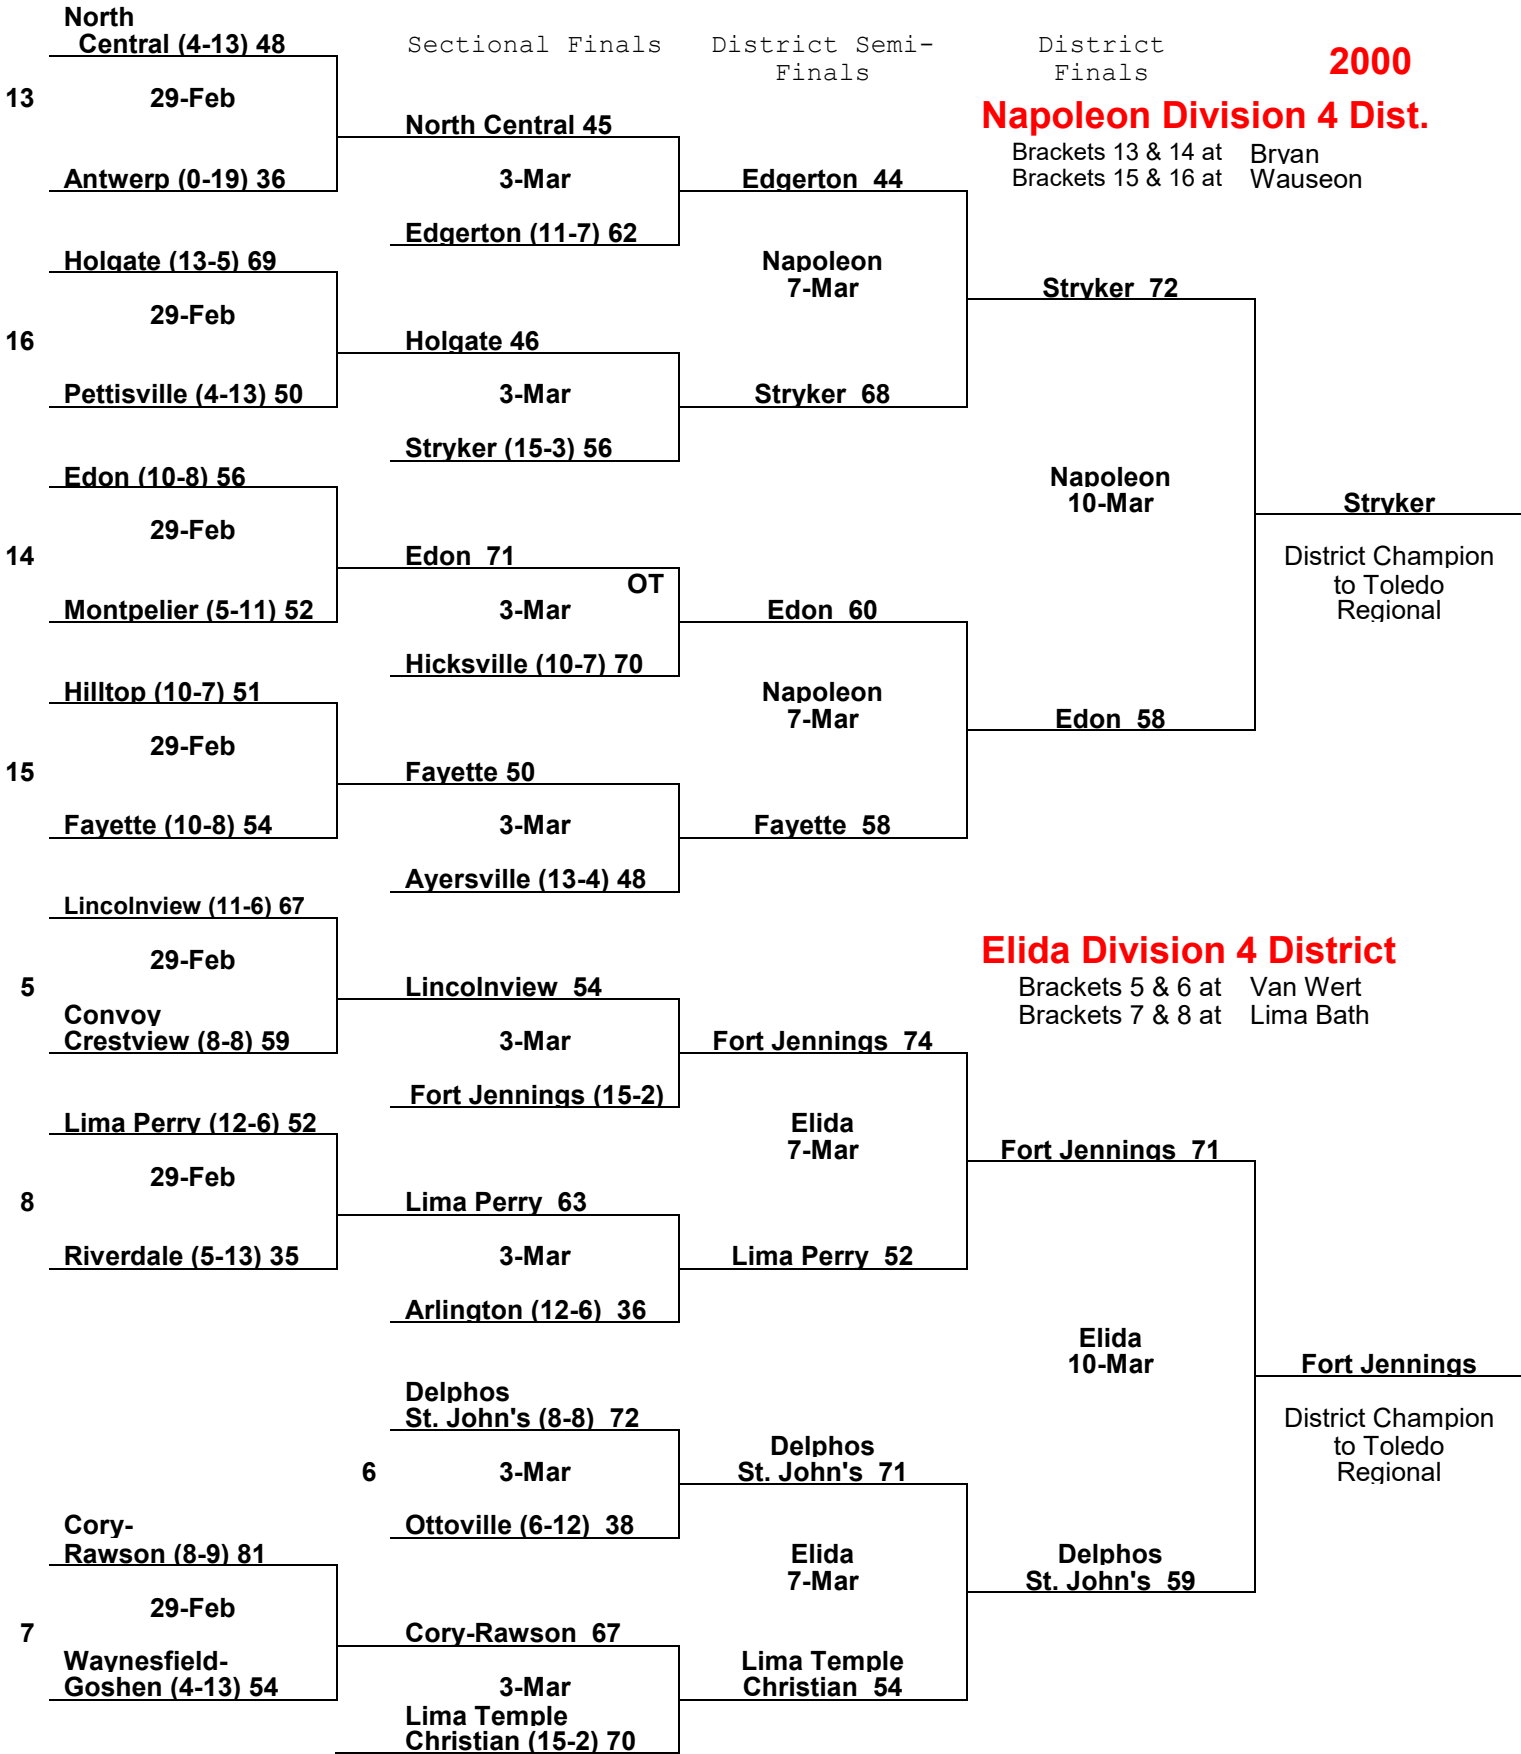 North
Central (4-13) 48
Sectional Finals
District Semi-
Finals
District
Finals
2000
13
29-Feb
North Central 45
Napoleon Division 4 Dist.
Brackets 13 & 14 at Bryan
Brackets 15 & 16 at Wauseon
Antwerp (0-19) 36
3-Mar
Edgerton 44
Edgerton (11-7) 62
Holgate (13-5) 69
Napoleon
7-Mar
Stryker 72
29-Feb
16
Holgate 46
Pettisville (4-13) 50
3-Mar
Stryker 68
Stryker (15-3) 56
Edon (10-8) 56
Napoleon
10-Mar
Stryker
29-Feb
14
Edon 71
OT
District Champion
to Toledo
Regional
Montpelier (5-11) 52
3-Mar
Edon 60
Hicksville (10-7) 70
Hilltop (10-7) 51
Napoleon
7-Mar
Edon 58
29-Feb
15
Fayette 50
Fayette (10-8) 54
3-Mar
Fayette 58
Ayersville (13-4) 48
Lincolnview (11-6) 67
Elida Division 4 District
29-Feb
5
Lincolnview 54
Brackets 5 & 6 at Van Wert
Brackets 7 & 8 at Lima Bath
Convoy
Crestview (8-8) 59
3-Mar
Fort Jennings 74
Fort Jennings (15-2)
Lima Perry (12-6) 52
Elida
7-Mar
Fort Jennings 71
29-Feb
8
Lima Perry 63
Riverdale (5-13) 35
3-Mar
Lima Perry 52
Arlington (12-6) 36
Elida
10-Mar
Fort Jennings
Delphos
St. John's (8-8) 72
District Champion
to Toledo
Regional
Delphos
St. John's 71
6
3-Mar
Ottoville (6-12) 38
Cory-
Rawson (8-9) 81
Elida
7-Mar
Delphos
St. John's 59
29-Feb
7
Cory-Rawson 67
Waynesfield-
Goshen (4-13) 54
3-Mar
Lima Temple
Christian 54
Lima Temple
Christian (15-2) 70